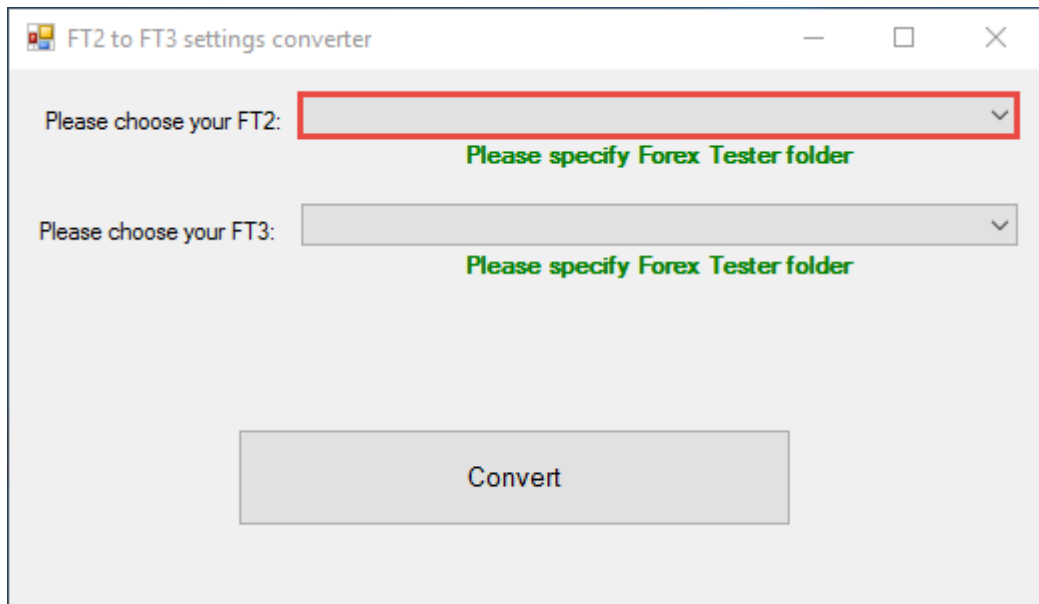 FT2 to FT3 settings converter
Please choose your FT2:
Please specify Forex Tester folder
Please choose your FT3:
Please specify Forex Tester folder
Convert